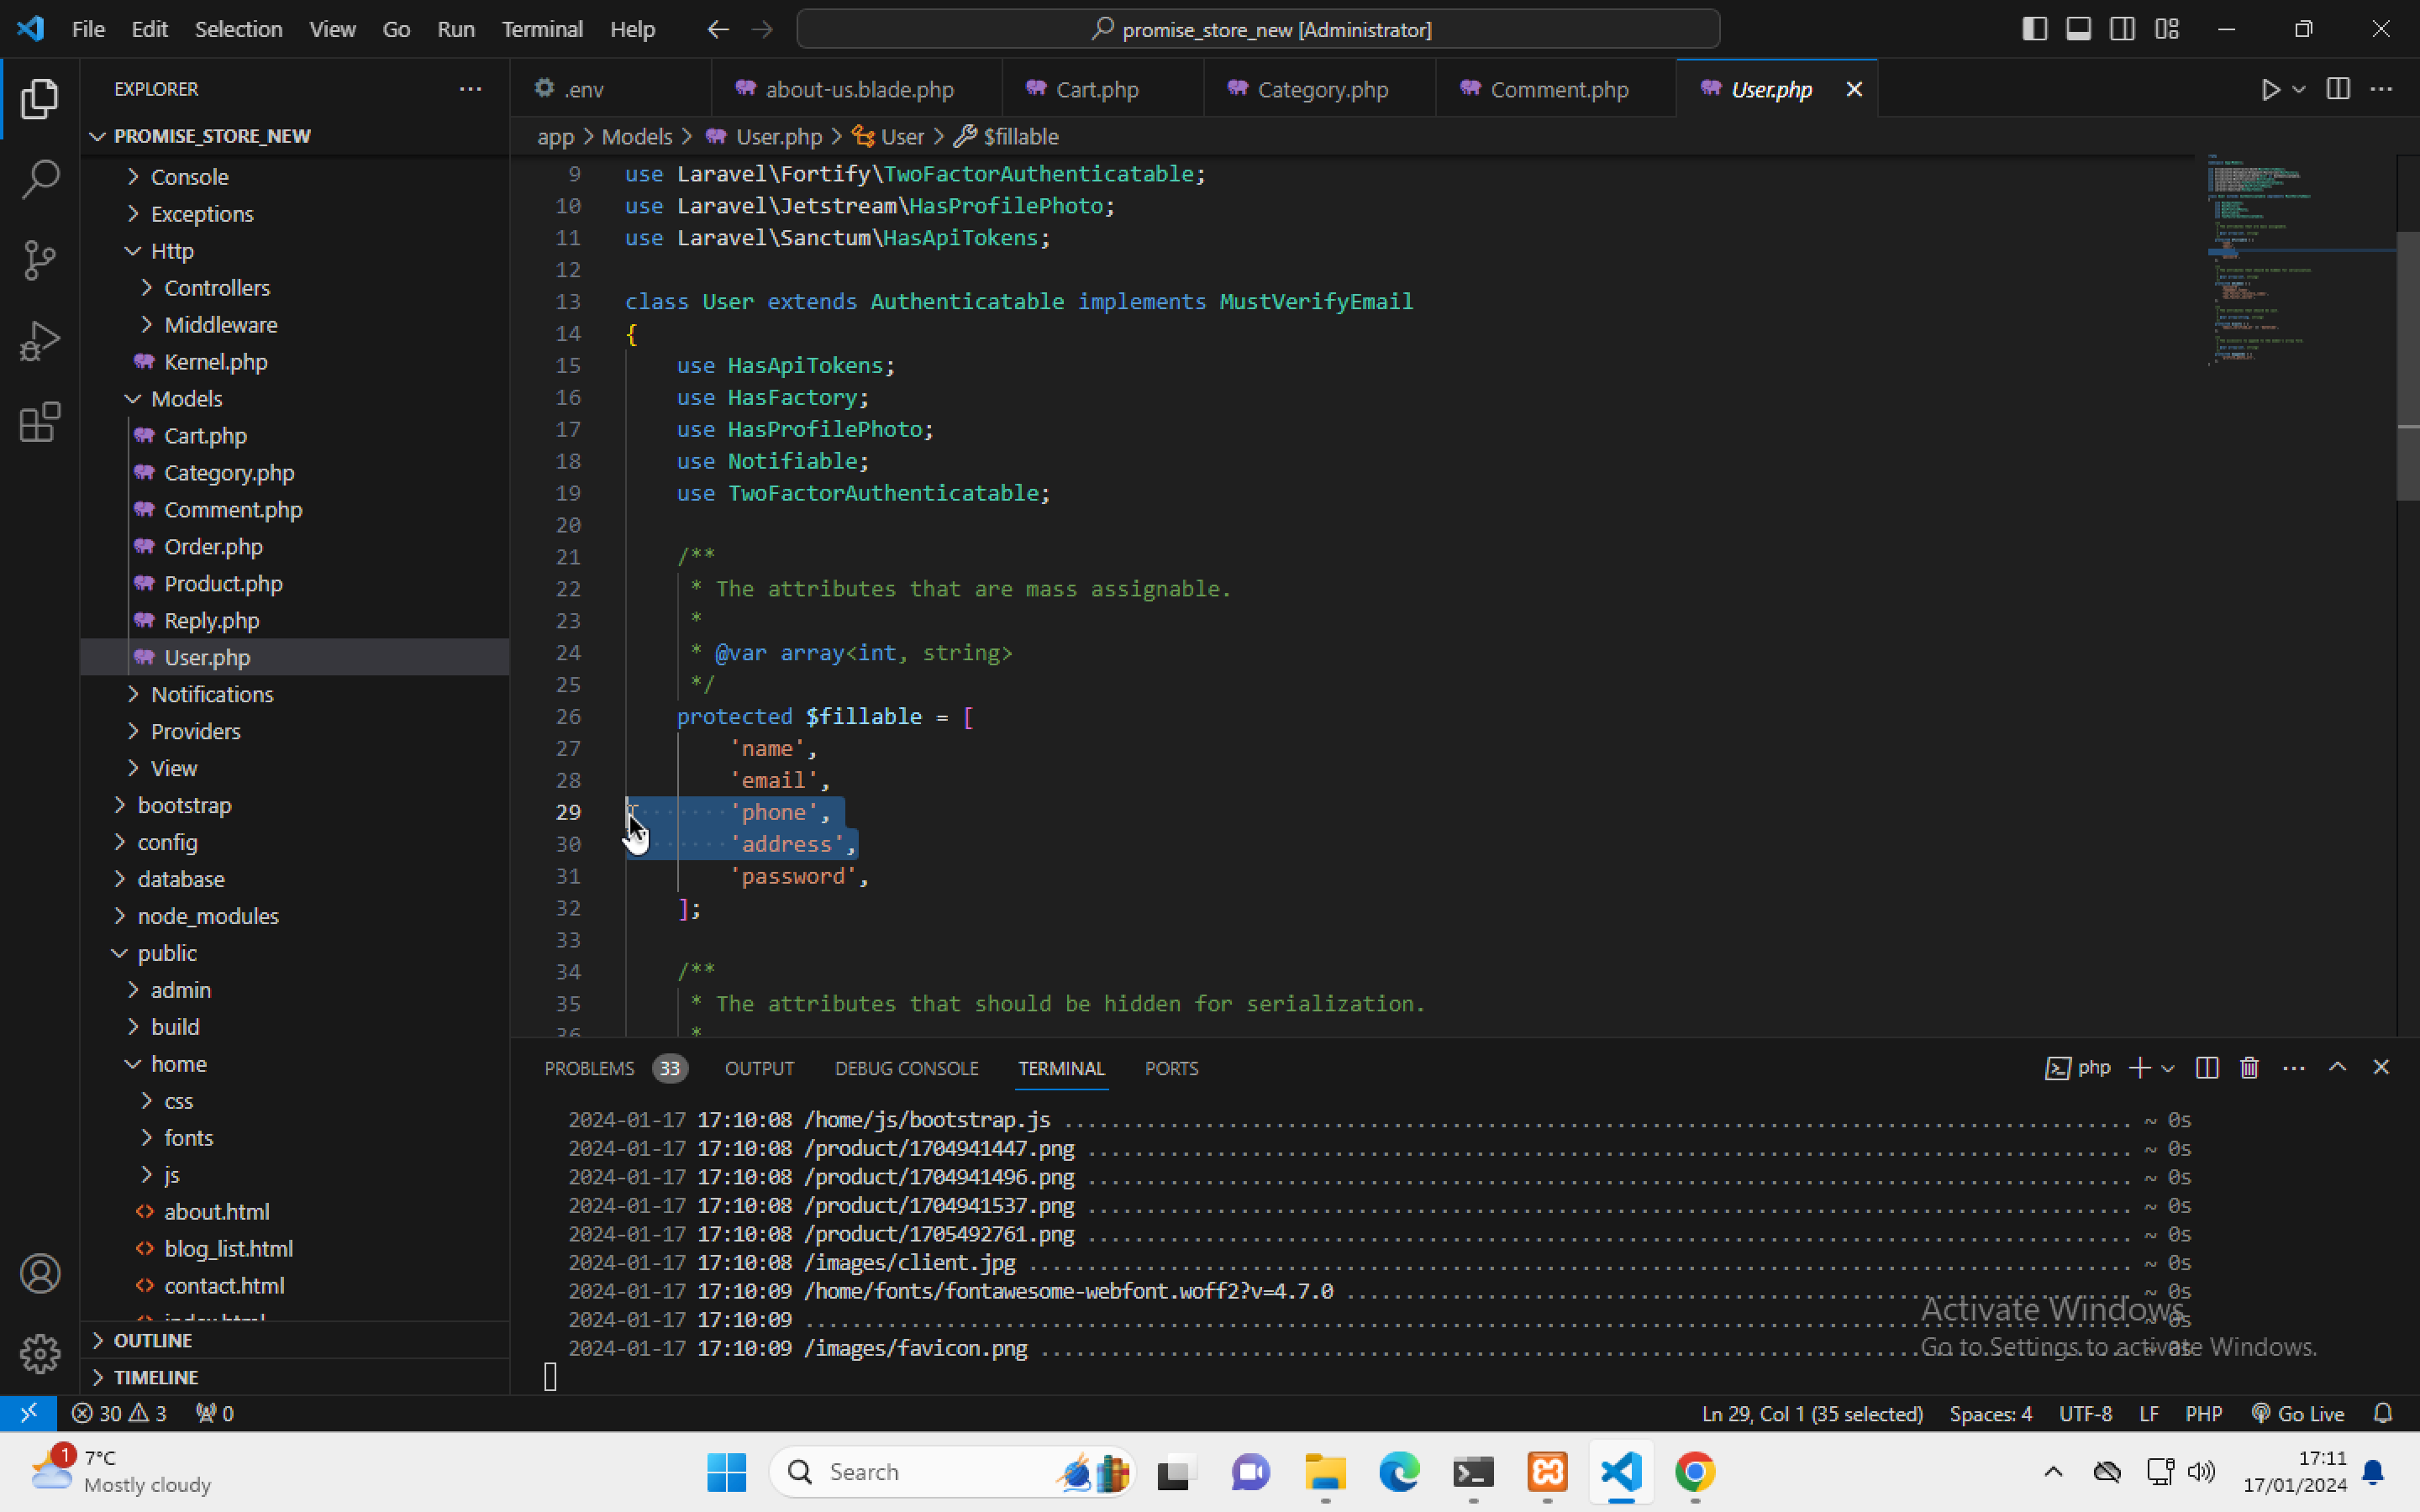 File Edit Selection View Go Run Terminal Help
promise_store_new [Administrator]
EXPLORER
.env
about-us.blade.php
Cart.php
Category.php
Comment.php
User.php
PROMISE_STORE_NEW
app > Models > User.php > User > $fillable
Console
Exceptions
Http
Controllers
Middleware
Kernel.php
Models
Cart.php
Category.php
Comment.php
Order.php
Product.php
Reply.php
User.php
Notifications
Providers
View
bootstrap
config
database
node_modules
public
admin
build
home
css
fonts
js
about.html
blog_list.html
contact.html
index.html
OUTLINE
TIMELINE
9 use Laravel\Fortify\TwoFactorAuthenticatable;
10 use Laravel\Jetstream\HasProfilePhoto;
11 use Laravel\Sanctum\HasApiTokens;
12
13 class User extends Authenticatable implements MustVerifyEmail
14 {
15 use HasApiTokens;
16 use HasFactory;
17 use HasProfilePhoto;
18 use Notifiable;
19 use TwoFactorAuthenticatable;
20
21 /**
22 * The attributes that are mass assignable.
23 *
24 * @var array<int, string>
25 */
26 protected $fillable = [
27 'name',
28 'email',
29 'phone',
30 'address',
31 'password',
32 ];
33
34 /**
35 * The attributes that should be hidden for serialization.
36 *
PROBLEMS 33 OUTPUT DEBUG CONSOLE TERMINAL PORTS
php
2024-01-17 17:10:08 /home/js/bootstrap.js ~ 0s
2024-01-17 17:10:08 /product/1704941447.png ~ 0s
2024-01-17 17:10:08 /product/1704941496.png ~ 0s
2024-01-17 17:10:08 /product/1704941537.png ~ 0s
2024-01-17 17:10:08 /product/1705492761.png ~ 0s
2024-01-17 17:10:08 /images/client.jpg ~ 0s
2024-01-17 17:10:09 /home/fonts/fontawesome-webfont.woff2?v=4.7.0 ~ 0s
2024-01-17 17:10:09 ~ 0s
2024-01-17 17:10:09 /images/favicon.png ~ 0s
Activate Windows
Go to Settings to activate Windows.
30 3 0
Ln 29, Col 1 (35 selected) Spaces: 4 UTF-8 LF PHP Go Live
1
7°C
Mostly cloudy
Search
17:11
17/01/2024